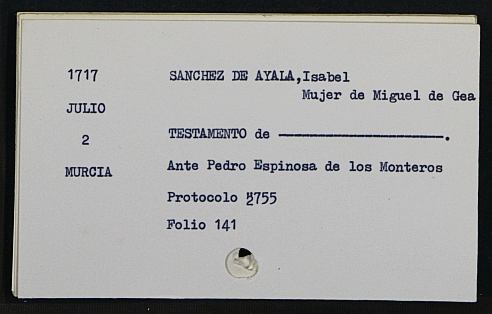 1717 SANCHEZ DE AYALA,Isabel
Mujer de Miguel de Gea
JULIO
2 TESTAMENTO de ————————.
MURCIA Ante Pedro Espinosa de los Monteros
Protocolo
Folio 141